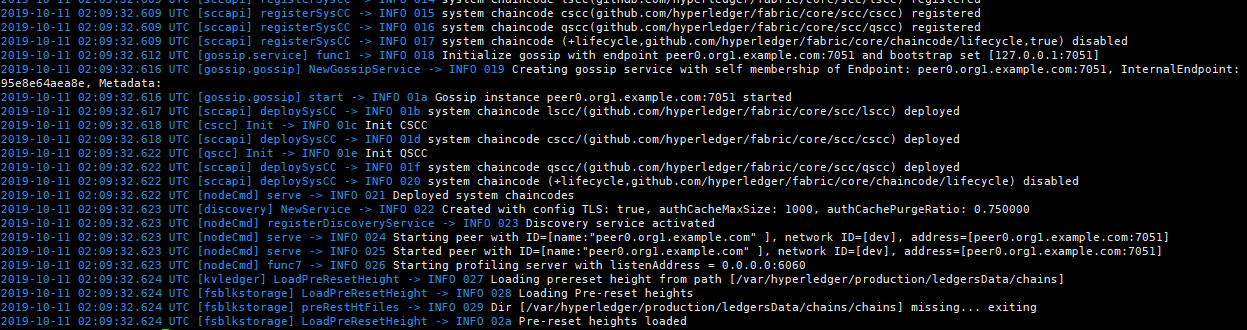 2019-10-11 02:09:32.609 UTC [sccapi] registerSysCC -> INFO 014 system chaincode lscc(github.com/hyperledger/fabric/core/scc/lscc) registered
2019-10-11 02:09:32.609 UTC [sccapi] registerSysCC -> INFO 015 system chaincode cscc(github.com/hyperledger/fabric/core/scc/cscc) registered
2019-10-11 02:09:32.609 UTC [sccapi] registerSysCC -> INFO 016 system chaincode qscc(github.com/hyperledger/fabric/core/scc/qscc) registered
2019-10-11 02:09:32.609 UTC [sccapi] registerSysCC -> INFO 017 system chaincode (+lifecycle,github.com/hyperledger/fabric/core/chaincode/lifecycle,true) disabled
2019-10-11 02:09:32.612 UTC [gossip.service] func1 -> INFO 018 Initialize gossip with endpoint peer0.org1.example.com:7051 and bootstrap set [127.0.0.1:7051]
2019-10-11 02:09:32.616 UTC [gossip.gossip] NewGossipService -> INFO 019 Creating gossip service with self membership of Endpoint: peer0.org1.example.com:7051, InternalEndpoint:
95e8e64aea8e, Metadata:
2019-10-11 02:09:32.616 UTC [gossip.gossip] start -> INFO 01a Gossip instance peer0.org1.example.com:7051 started
2019-10-11 02:09:32.617 UTC [sccapi] deploySysCC -> INFO 01b system chaincode lscc/(github.com/hyperledger/fabric/core/scc/lscc) deployed
2019-10-11 02:09:32.618 UTC [cscc] Init -> INFO 01c Init CSCC
2019-10-11 02:09:32.618 UTC [sccapi] deploySysCC -> INFO 01d system chaincode cscc/(github.com/hyperledger/fabric/core/scc/cscc) deployed
2019-10-11 02:09:32.622 UTC [qscc] Init -> INFO 01e Init QSCC
2019-10-11 02:09:32.622 UTC [sccapi] deploySysCC -> INFO 01f system chaincode qscc/(github.com/hyperledger/fabric/core/scc/qscc) deployed
2019-10-11 02:09:32.622 UTC [sccapi] deploySysCC -> INFO 020 system chaincode (+lifecycle,github.com/hyperledger/fabric/core/chaincode/lifecycle) disabled
2019-10-11 02:09:32.622 UTC [nodeCmd] serve -> INFO 021 Deployed system chaincodes
2019-10-11 02:09:32.623 UTC [discovery] NewService -> INFO 022 Created with config TLS: true, authCacheMaxSize: 1000, authCachePurgeRatio: 0.750000
2019-10-11 02:09:32.623 UTC [nodeCmd] registerDiscoveryService -> INFO 023 Discovery service activated
2019-10-11 02:09:32.623 UTC [nodeCmd] serve -> INFO 024 Starting peer with ID=[name:"peer0.org1.example.com" ], network ID=[dev], address=[peer0.org1.example.com:7051]
2019-10-11 02:09:32.623 UTC [nodeCmd] serve -> INFO 025 Started peer with ID=[name:"peer0.org1.example.com" ], network ID=[dev], address=[peer0.org1.example.com:7051]
2019-10-11 02:09:32.623 UTC [nodeCmd] func7 -> INFO 026 Starting profiling server with listenAddress = 0.0.0.0:6060
2019-10-11 02:09:32.624 UTC [kvledger] LoadPreResetHeight -> INFO 027 Loading prereset height from path [/var/hyperledger/production/ledgersData/chains]
2019-10-11 02:09:32.624 UTC [fsblkstorage] LoadPreResetHeight -> INFO 028 Loading Pre-reset heights
2019-10-11 02:09:32.624 UTC [fsblkstorage] preRestHtFiles -> INFO 029 Dir [/var/hyperledger/production/ledgersData/chains/chains] missing... exiting
2019-10-11 02:09:32.624 UTC [fsblkstorage] LoadPreResetHeight -> INFO 02a Pre-reset heights loaded